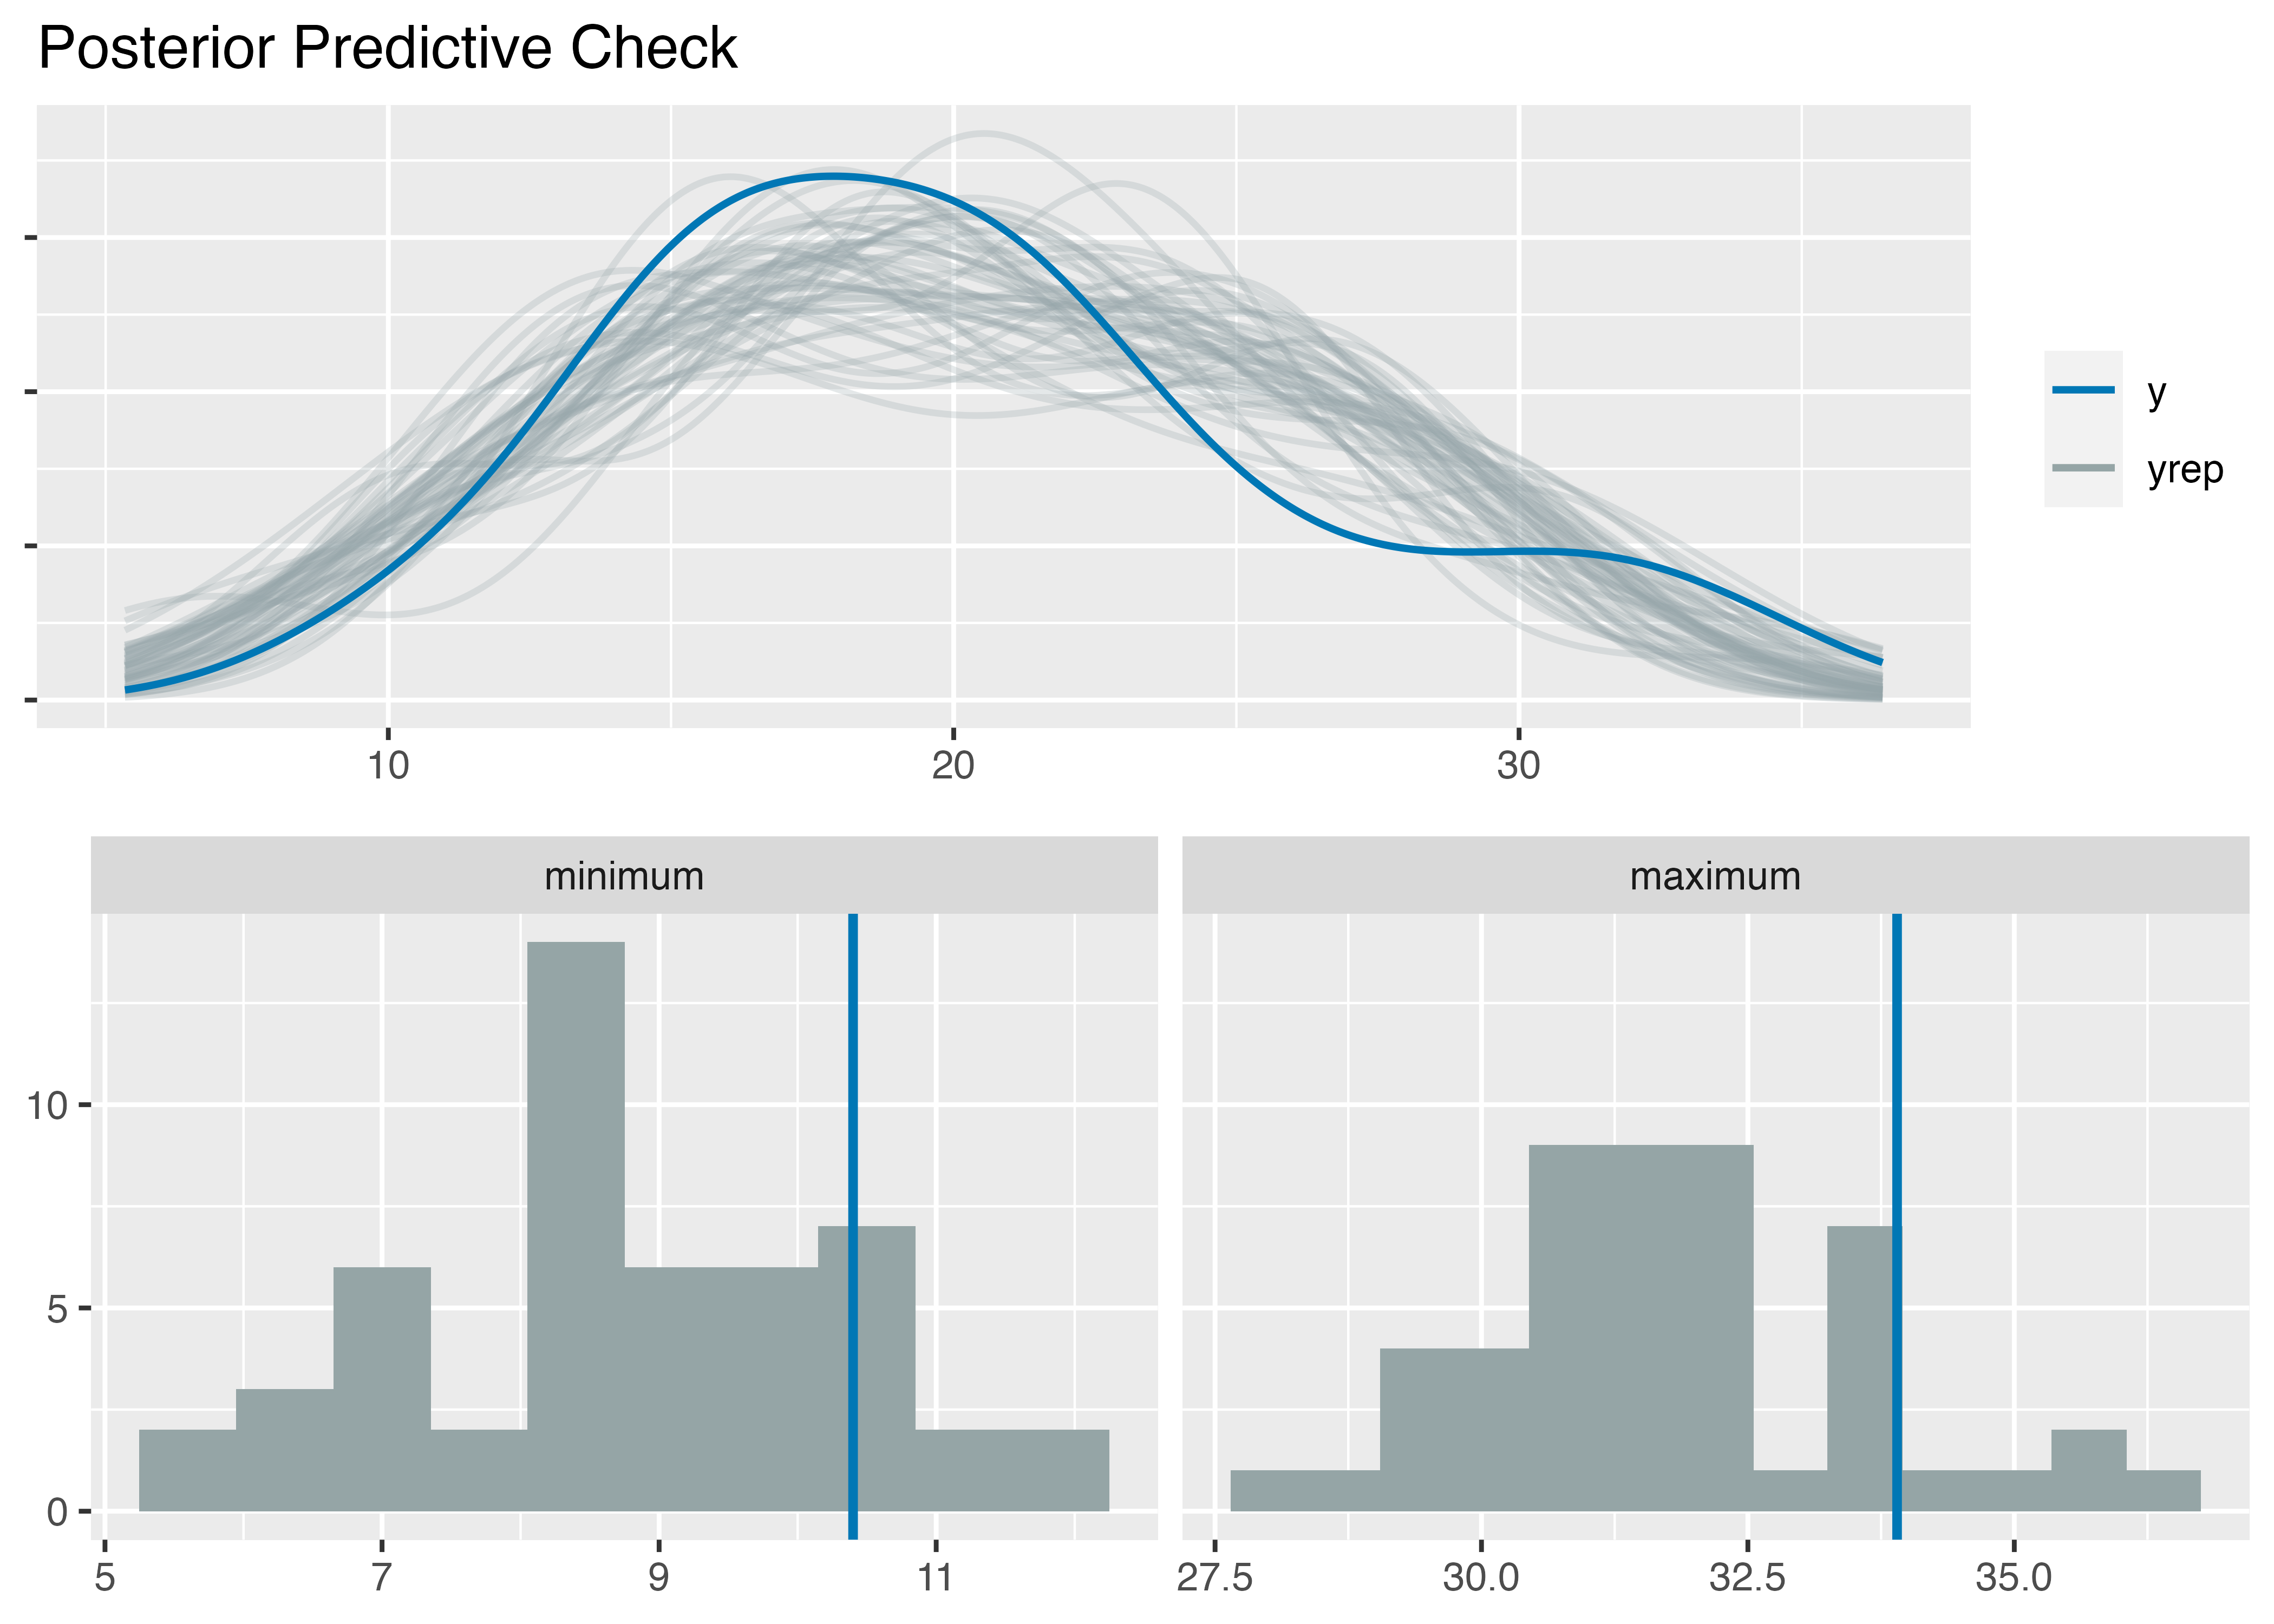 Posterior Predictive Check
y
yrep
10 20 30
minimum maximum
10
5
0
5 7 9 11 27.5 30.0 32.5 35.0